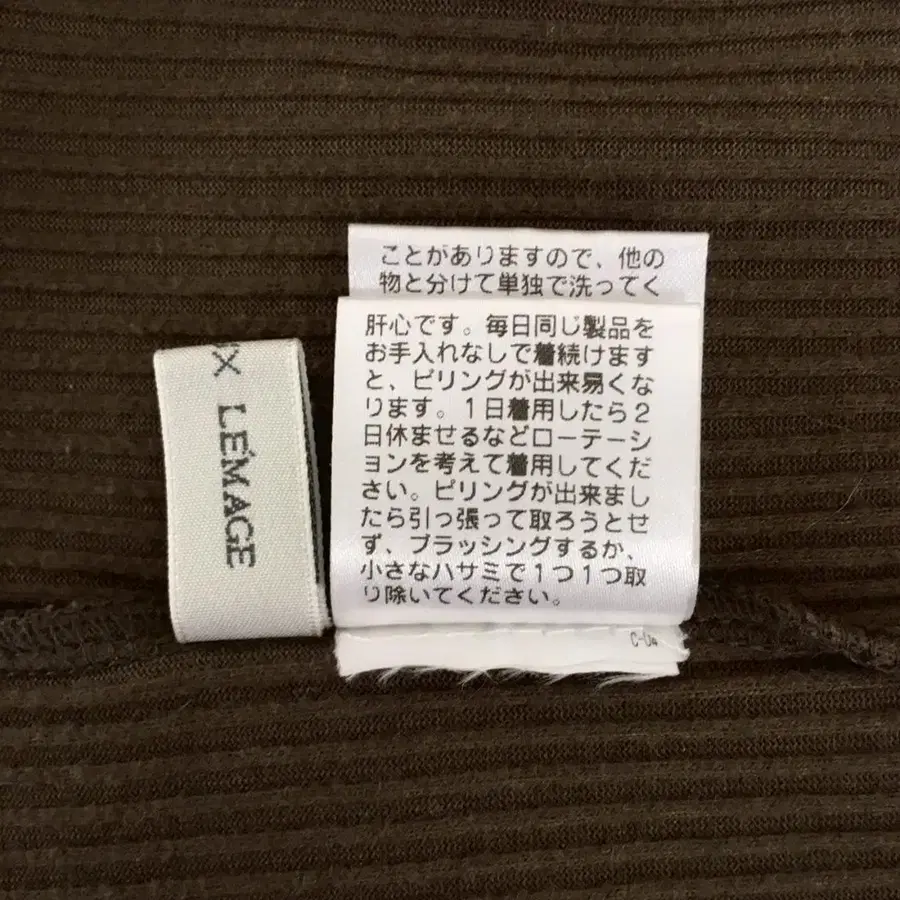 LEMAGE
ことがありますので、他の
物と分けて単独で洗ってく
肝心です。毎日同じ製品を
お手入れなしで着続けます
と、ピリングが出来易くな
ります。1日着用したら2
日休ませるなどローテーシ
ョンを考えて着用してくだ
さい。ピリングが出来まし
たら引っ張って取ろうとせ
ず、ブラッシングするか、
小さなハサミで1つ1つ取
り除いてください。